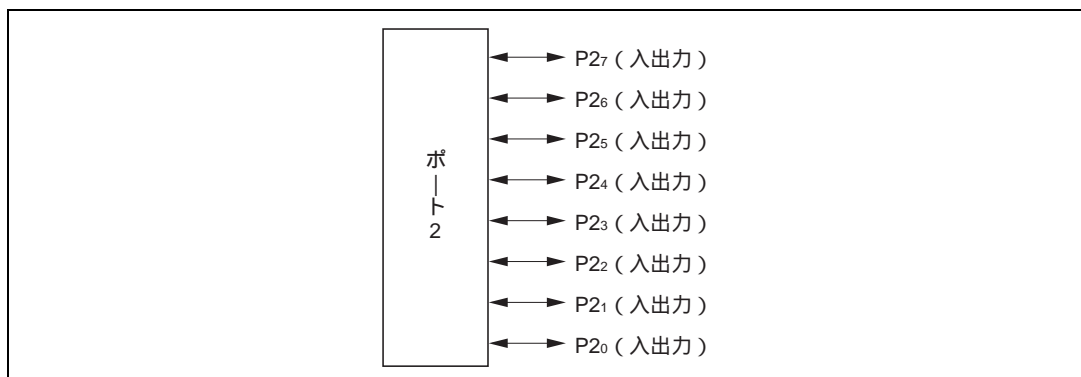 ポート2
P27 ( 入出力 )
P26 ( 入出力 )
P25 ( 入出力 )
P24 ( 入出力 )
P23 ( 入出力 )
P22 ( 入出力 )
P21 ( 入出力 )
P20 ( 入出力 )